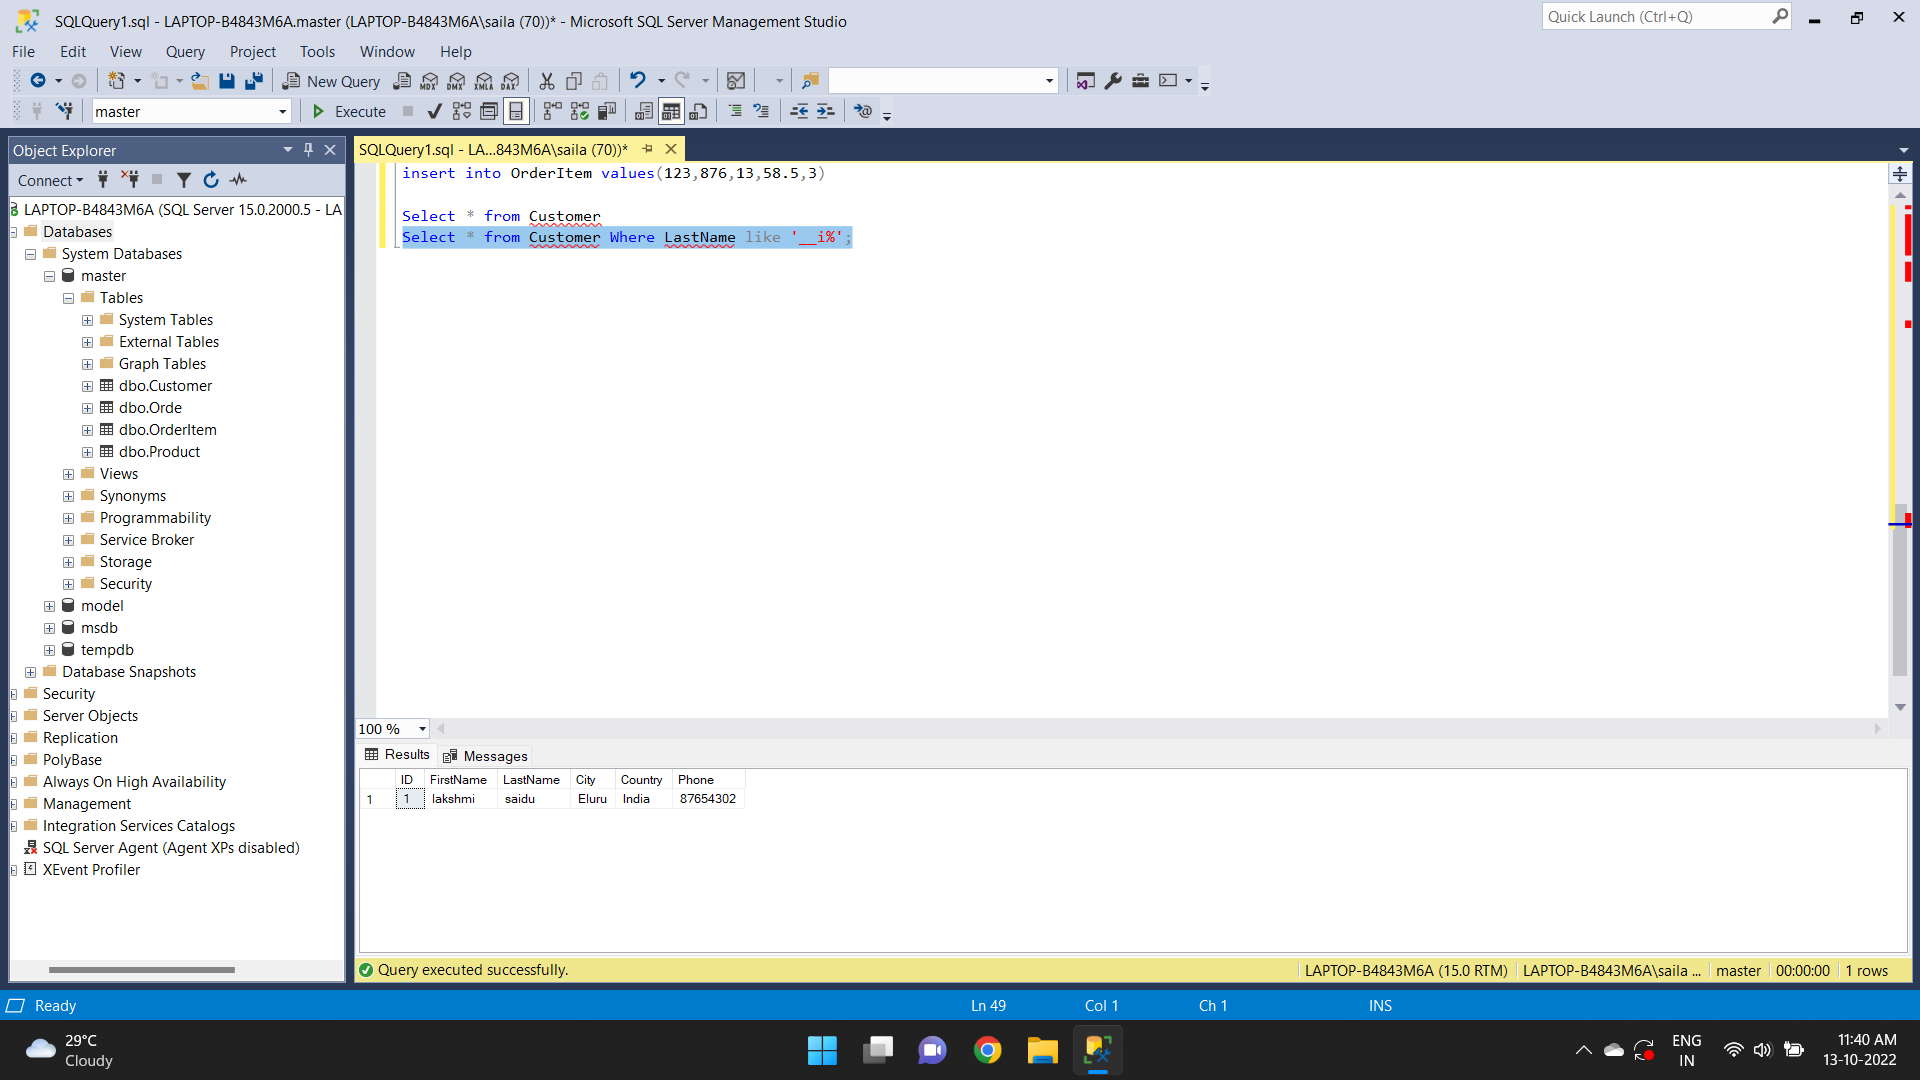 SQLQuery1.sql - LAPTOP-B4843M6A.master (LAPTOP-B4843M6A\saila (70))* - Microsoft SQL Server Management Studio
Quick Launch (Ctrl+Q)
File Edit View Query Project Tools Window Help
New Query MDX DMX XMLA DAX
master Execute
Object Explorer
SQLQuery1.sql - LA...843M6A\saila (70))*
Connect
insert into OrderItem values(123,876,13,58.5,3)
Select * from Customer
Select * from Customer Where LastName like '__i%';
LAPTOP-B4843M6A (SQL Server 15.0.2000.5 - LA
Databases
System Databases
master
Tables
System Tables
External Tables
Graph Tables
dbo.Customer
dbo.Orde
dbo.OrderItem
dbo.Product
Views
Synonyms
Programmability
Service Broker
Storage
Security
model
msdb
tempdb
Database Snapshots
Security
Server Objects
Replication
PolyBase
Always On High Availability
Management
Integration Services Catalogs
SQL Server Agent (Agent XPs disabled)
XEvent Profiler
100 %
Results Messages
ID FirstName LastName City Country Phone
1 1 lakshmi saidu Eluru India 87654302
Query executed successfully.
LAPTOP-B4843M6A (15.0 RTM) LAPTOP-B4843M6A\saila ... master 00:00:00 1 rows
Ready Ln 49 Col 1 Ch 1 INS
29°C
Cloudy
ENG
IN
11:40 AM
13-10-2022